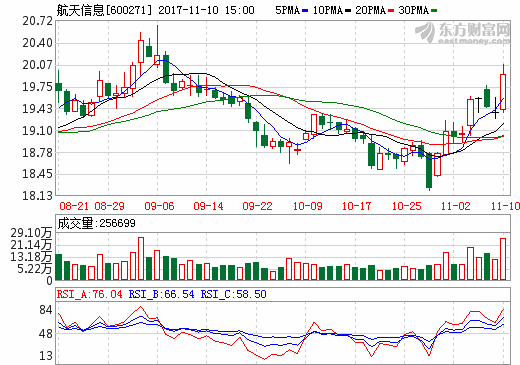 航天信息[600271] 2017-11-10 15:00 5PMA 10PMA 20PMA 30PMA
东方财富网
eastmoney.com
20.72
20.40
20.07
19.75
19.43
19.10
18.78
18.45
18.13
08-21 08-29 09-06 09-14 09-22 10-09 10-17 10-25 11-02 11-10
成交量:256699
29.10万
21.14万
13.18万
5.22万
0
RSI_A:76.04 RSI_B:66.54 RSI_C:58.50
84
48
13